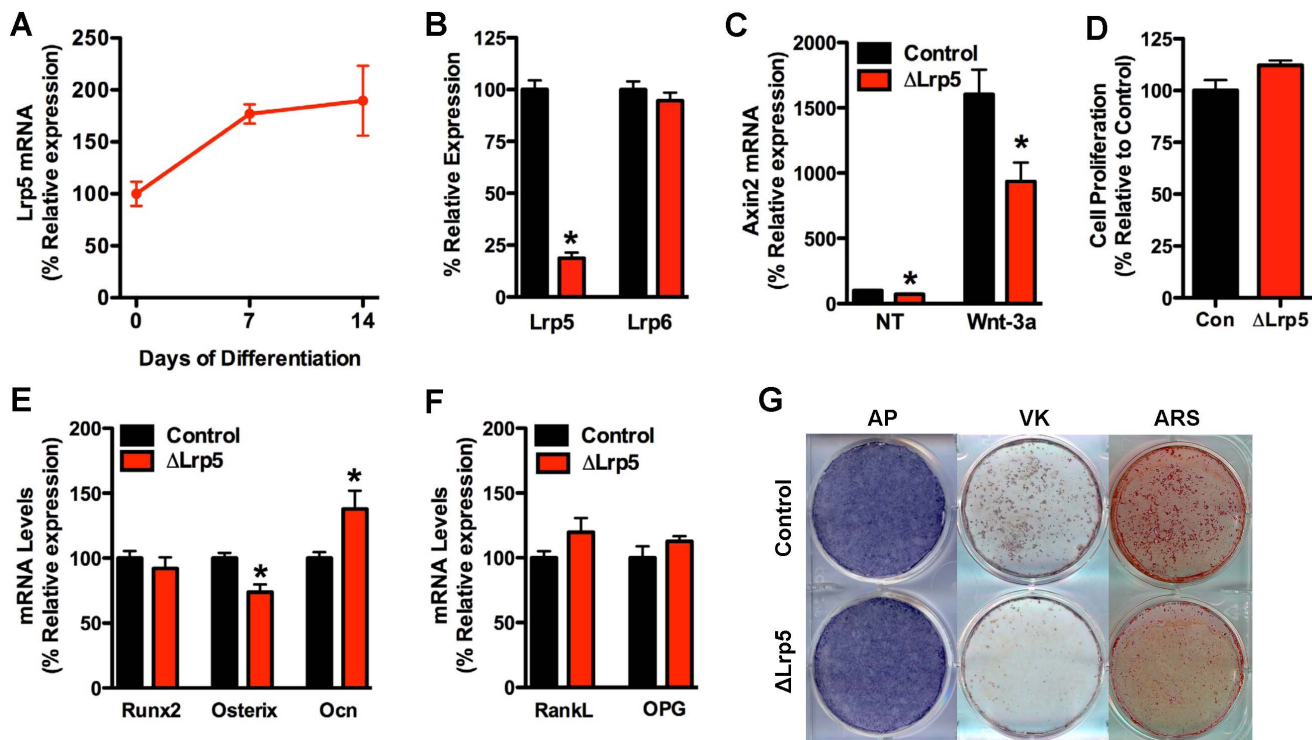 A
Lrp5 mRNA
(% Relative expression)
250
200
150
100
50
0
0 7 14
Days of Differentiation
B
% Relative Expression
125
100
75
50
25
0
*
Lrp5 Lrp6
C
Axin2 mRNA
(% Relative expression)
2000
1500
1000
500
0
Control
ΔLrp5
*
*
NT Wnt-3a
D
Cell Proliferation
(% Relative to Control)
125
100
75
50
25
0
Con ΔLrp5
E
mRNA Levels
(% Relative expression)
200
150
100
50
0
Control
ΔLrp5
*
*
Runx2 Osterix Ocn
F
mRNA Levels
(% Relative expression)
200
150
100
50
0
Control
ΔLrp5
RankL OPG
G
AP VK ARS
Control
ΔLrp5